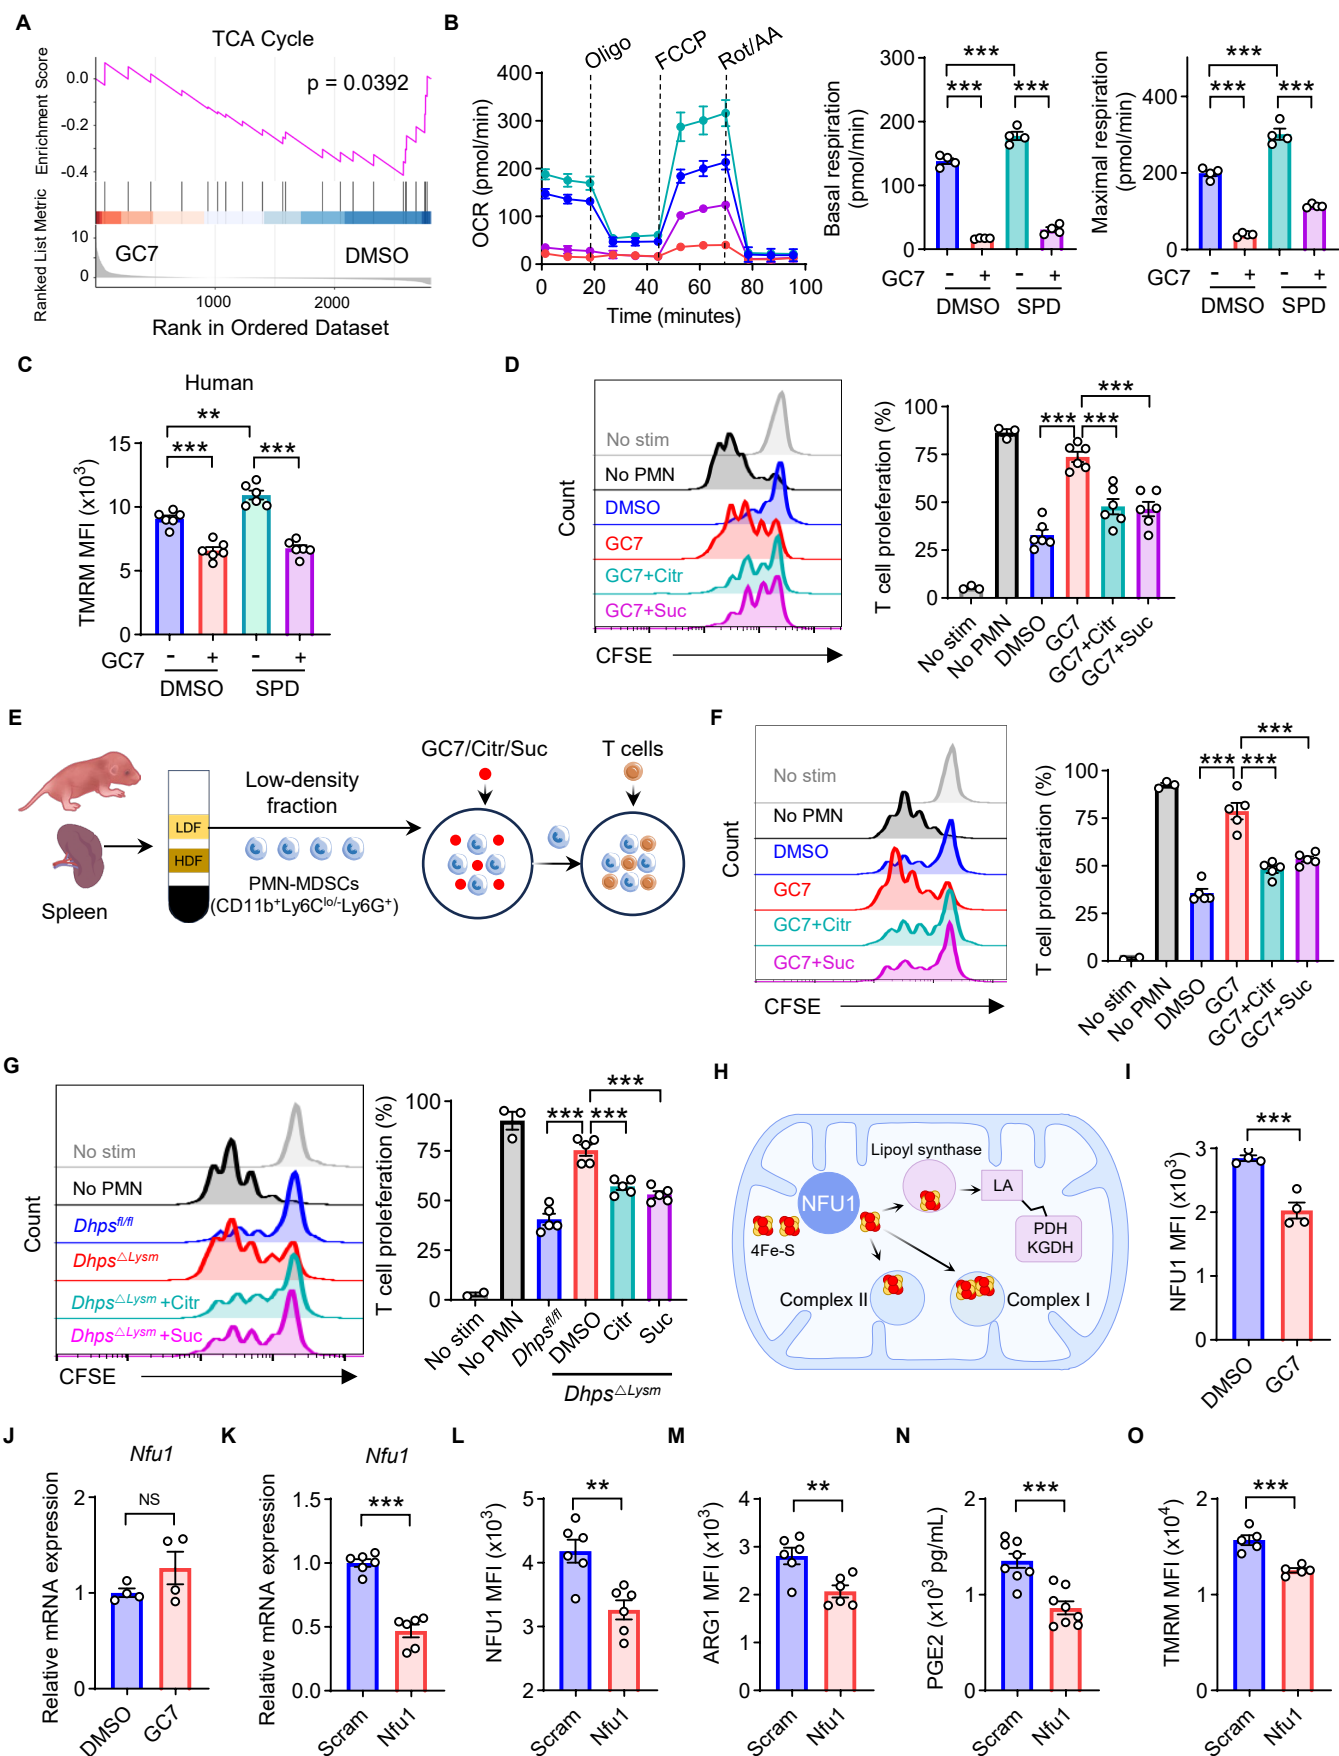 A
TCA Cycle
p = 0.0392
Enrichment Score
0.0
-0.2
-0.4
Ranked List Metric
10
0
GC7
DMSO
1000
2000
Rank in Ordered Dataset
B
Oligo
FCCP
Rot/AA
OCR (pmol/min)
400
300
200
100
0
0
20
40
60
80
100
Time (minutes)
Basal respiration
(pmol/min)
300
200
100
0
***
***
***
GC7
-
+
-
+
DMSO
SPD
Maximal respiration
(pmol/min)
400
200
0
***
***
***
GC7
-
+
-
+
DMSO
SPD
C
Human
TMRM MFI (x10³)
15
10
5
0
**
***
***
GC7
-
+
-
+
DMSO
SPD
D
Count
No stim
No PMN
DMSO
GC7
GC7+Citr
GC7+Suc
CFSE
T cell proleferation (%)
100
75
50
25
0
***
***
***
No stim
No PMN
DMSO
GC7
GC7+Citr
GC7+Suc
E
Spleen
LDF
HDF
Low-density
fraction
PMN-MDSCs
(CD11b⁺Ly6Cˡᵒ/⁻Ly6G⁺)
GC7/Citr/Suc
T cells
F
Count
No stim
No PMN
DMSO
GC7
GC7+Citr
GC7+Suc
CFSE
T cell proleferation (%)
100
75
50
25
0
***
***
***
No stim
No PMN
DMSO
GC7
GC7+Citr
GC7+Suc
G
Count
No stim
No PMN
Dhpsᶠˡ/ᶠˡ
Dhps△Lysm
Dhps△Lysm +Citr
Dhps△Lysm +Suc
CFSE
T cell proleferation (%)
100
75
50
25
0
***
***
***
No stim
No PMN
Dhpsᶠˡ/ᶠˡ
DMSO
Citr
Suc
Dhps△Lysm
H
NFU1
4Fe-S
Lipoyl synthase
LA
PDH
KGDH
Complex II
Complex I
I
NFU1 MFI (x10³)
3
2
1
0
***
DMSO
GC7
J
Nfu1
Relative mRNA expression
2
1
0
NS
DMSO
GC7
K
Nfu1
Relative mRNA expression
1.5
1.0
0.5
0.0
***
Scram
Nfu1
L
NFU1 MFI (x10³)
5
4
3
2
**
Scram
Nfu1
M
ARG1 MFI (x10³)
4
3
2
1
0
**
Scram
Nfu1
N
PGE2 (x10³ pg/mL)
2
1
0
***
Scram
Nfu1
O
TMRM MFI (x10⁴)
2
1
0
***
Scram
Nfu1